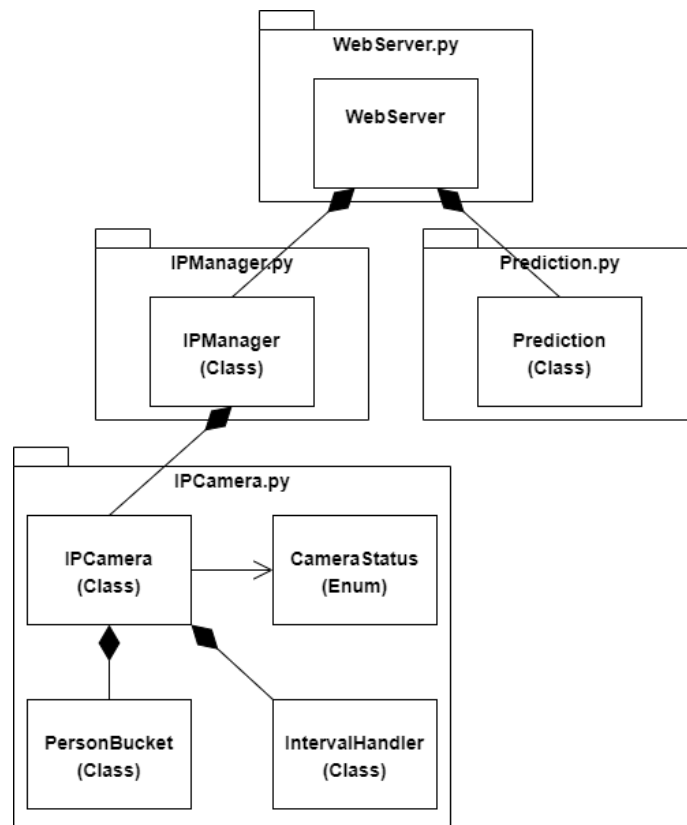 WebServer.py
WebServer
IPManager.py
Prediction.py
IPManager
(Class)
Prediction
(Class)
IPCamera.py
IPCamera
(Class)
CameraStatus
(Enum)
PersonBucket
(Class)
IntervalHandler
(Class)